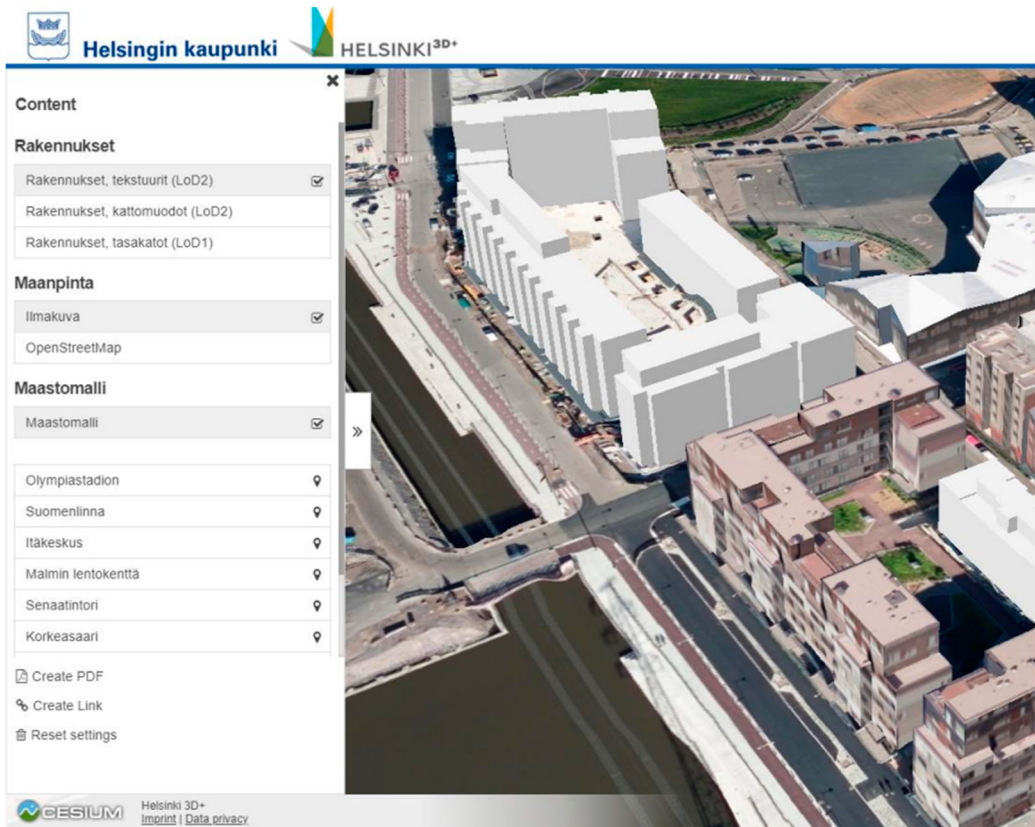 Helsingin kaupunki
HELSINKI3D+
Content
Rakennukset
Rakennukset, tekstuurit (LoD2)
Rakennukset, kattomuodot (LoD2)
Rakennukset, tasakatot (LoD1)
Maanpinta
Ilmakuva
OpenStreetMap
Maastomalli
Maastomalli
Olympiastadion
Suomenlinna
Itäkeskus
Malmin lentokenttä
Senaatintori
Korkeasaari
Create PDF
Create Link
Reset settings
CESIUM
Helsinki 3D+
Imprint | Data privacy